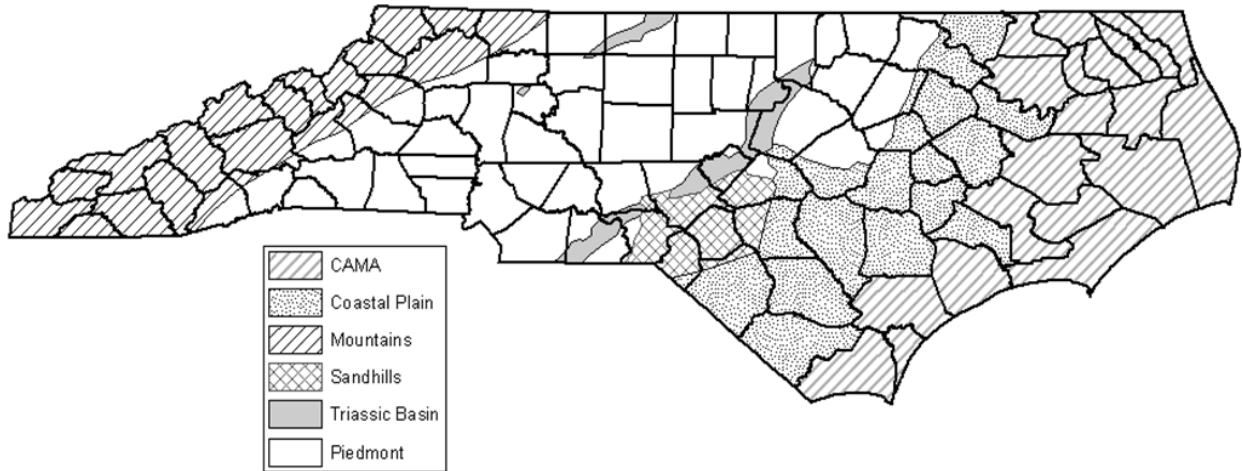 CAMA
Coastal Plain
Mountains
Sandhills
Triassic Basin
Piedmont